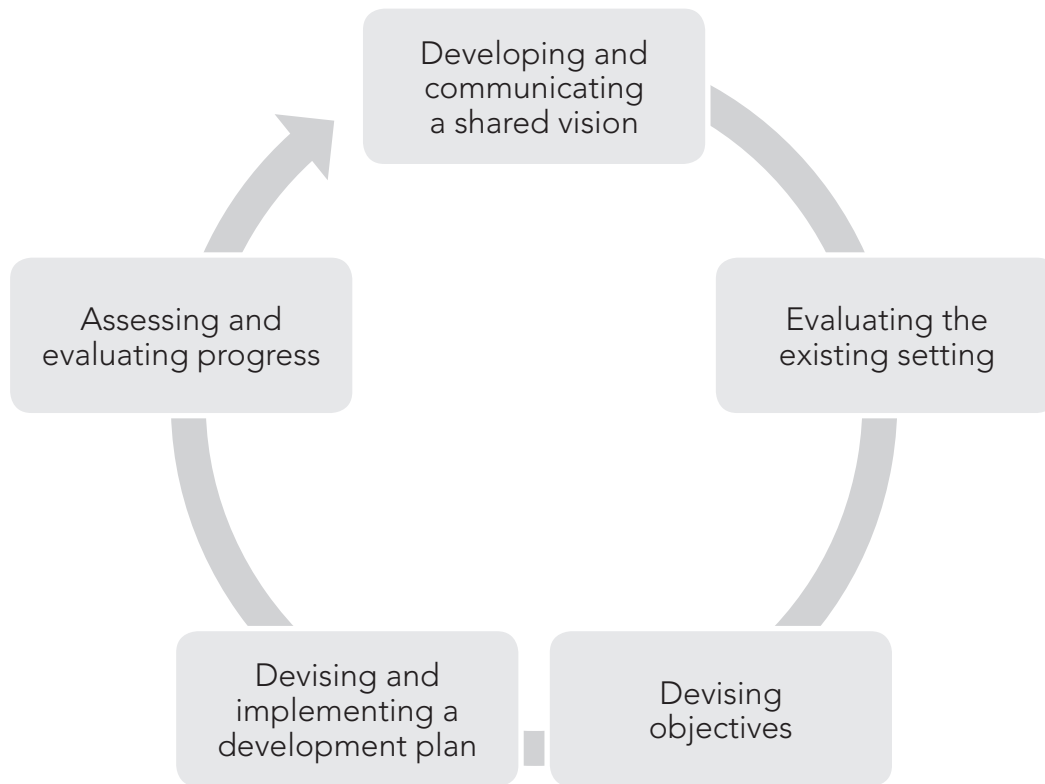 Developing and
communicating
a shared vision
Evaluating the
existing setting
Devising
objectives
Devising and
implementing a
development plan
Assessing and
evaluating progress